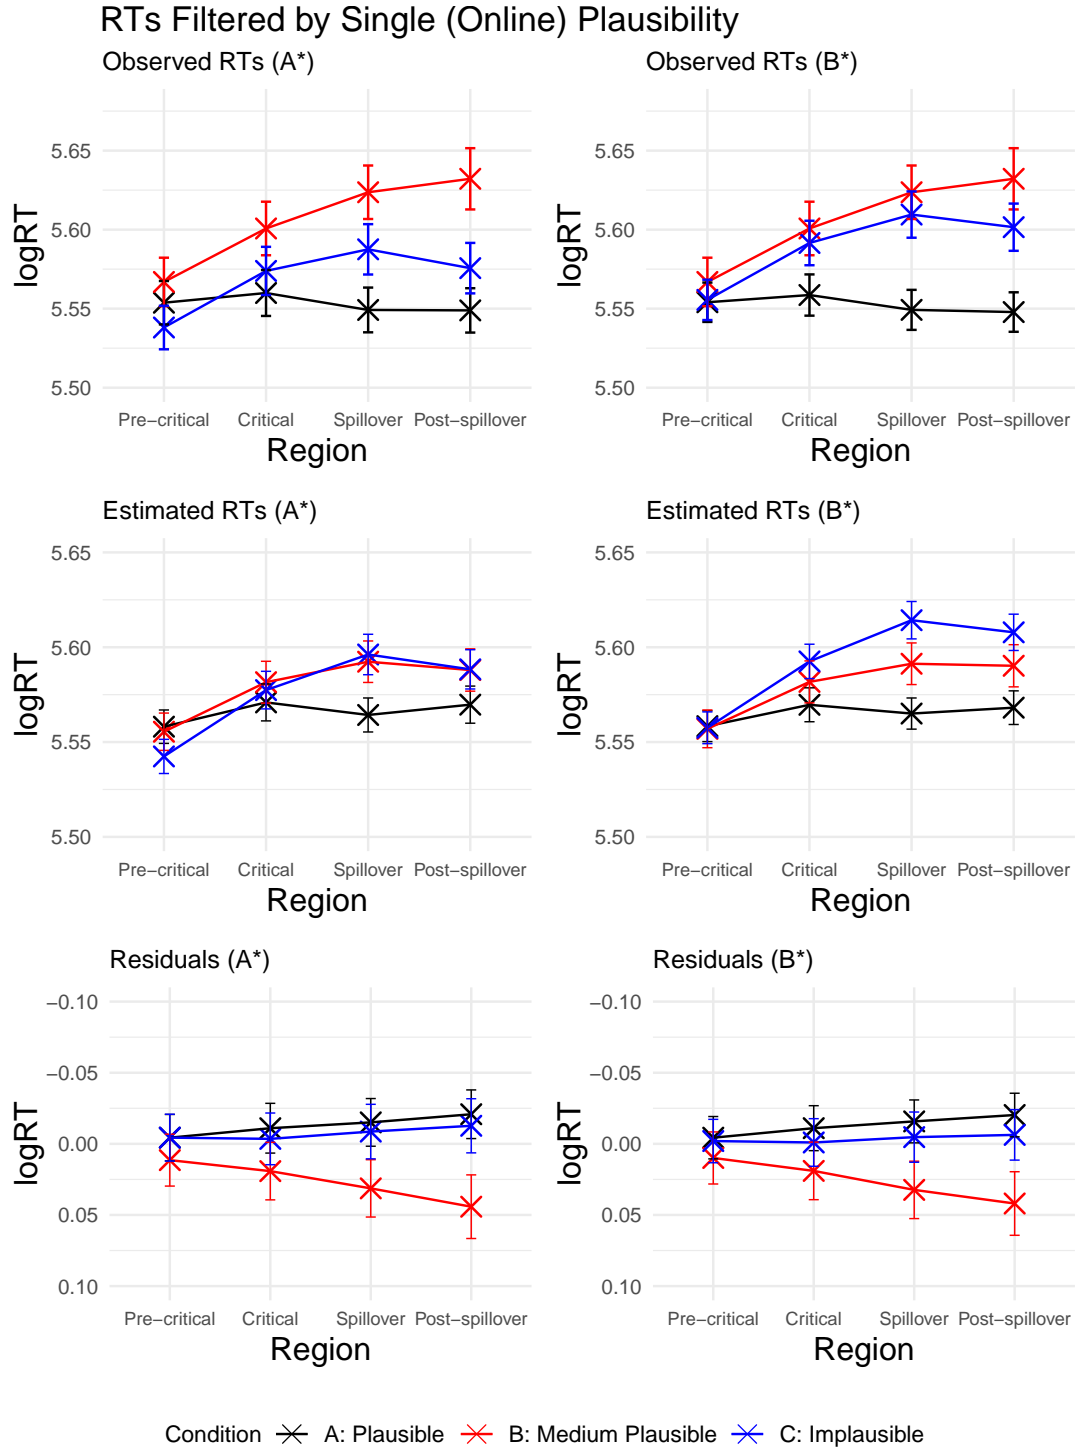 RTs Filtered by Single (Online) Plausibility
Observed RTs (A*)
5.65
5.60
5.55
5.50
logRT
Pre−critical Critical Spillover Post−spillover
Region
Observed RTs (B*)
5.65
5.60
5.55
5.50
logRT
Pre−critical Critical Spillover Post−spillover
Region
Estimated RTs (A*)
5.65
5.60
5.55
5.50
logRT
Pre−critical Critical Spillover Post−spillover
Region
Estimated RTs (B*)
5.65
5.60
5.55
5.50
logRT
Pre−critical Critical Spillover Post−spillover
Region
Residuals (A*)
−0.10
−0.05
0.00
0.05
0.10
logRT
Pre−critical Critical Spillover Post−spillover
Region
Residuals (B*)
−0.10
−0.05
0.00
0.05
0.10
logRT
Pre−critical Critical Spillover Post−spillover
Region
Condition A: Plausible B: Medium Plausible C: Implausible